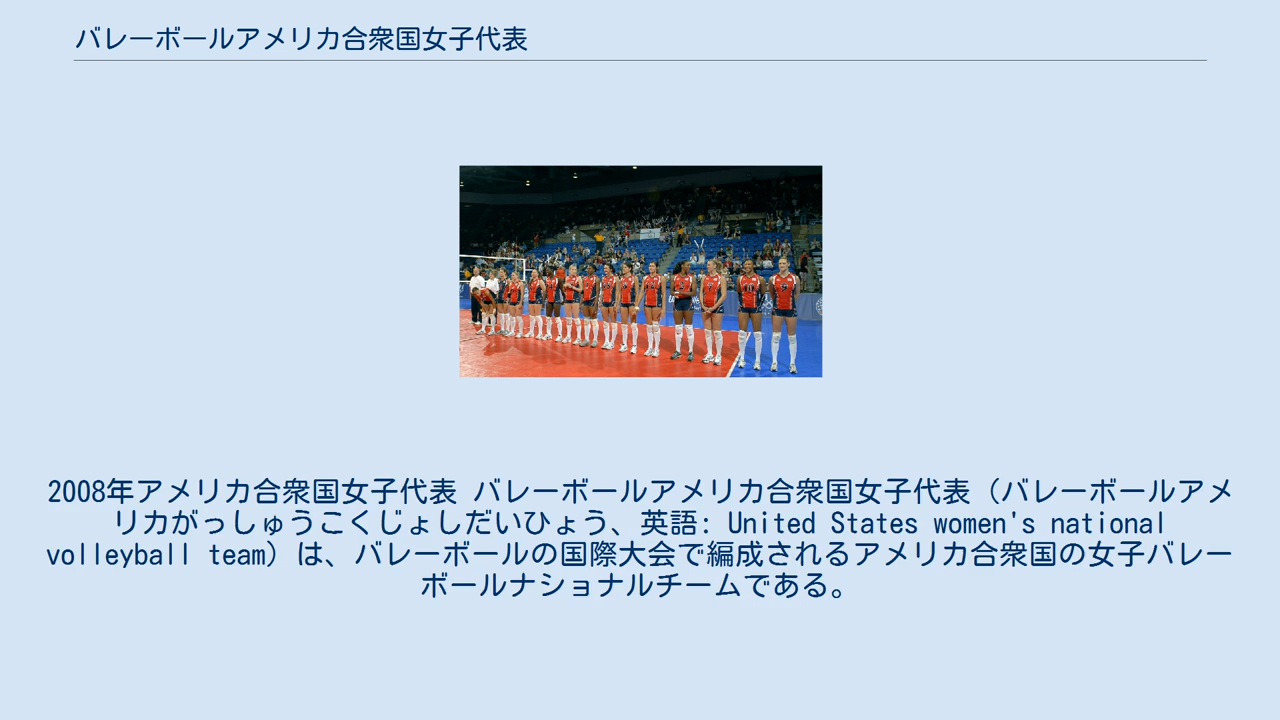 バレーボールアメリカ合衆国女子代表
2008年アメリカ合衆国女子代表 バレーボールアメリカ合衆国女子代表（バレーボールアメ
リカがっしゅうこくじょしだいひょう、英語: United States women's national
volleyball team）は、バレーボールの国際大会で編成されるアメリカ合衆国の女子バレー
ボールナショナルチームである。